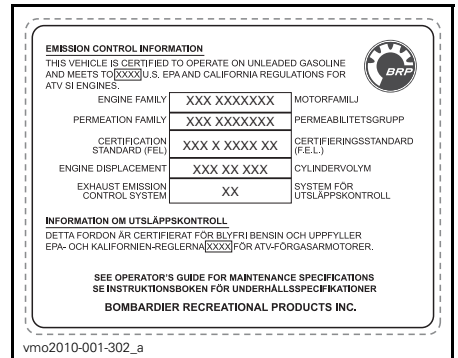 EMISSION CONTROL INFORMATION
THIS VEHICLE IS CERTIFIED TO OPERATE ON UNLEADED GASOLINE
AND MEETS TO XXXX U.S. EPA AND CALIFORNIA REGULATIONS FOR
ATV SI ENGINES.
BRP
ENGINE FAMILY XXX XXXXXXX MOTORFAMILJ
PERMEATION FAMILY XXX XXXXXXX PERMEABILITETSGRUPP
CERTIFICATION STANDARD (FEL) XXX X XXXX XX CERTIFIERINGSSTANDARD (F.E.L.)
ENGINE DISPLACEMENT XXX XX XXX CYLINDERVOLYM
EXHAUST EMISSION CONTROL SYSTEM XX SYSTEM FÖR UTSLÄPPSKONTROLL
INFORMATION OM UTSLÄPPSKONTROLL
DETTA FORDON ÄR CERTIFIERAT FÖR BLYFRI BENSIN OCH UPPFYLLER
EPA- OCH KALIFORNIEN-REGLERNA XXXX FÖR ATV-FÖRGASARMOTORER.
SEE OPERATOR'S GUIDE FOR MAINTENANCE SPECIFICATIONS
SE INSTRUKTIONSBOKEN FÖR UNDERHÅLLSSPECIFIKATIONER
BOMBARDIER RECREATIONAL PRODUCTS INC.
vmo2010-001-302_a